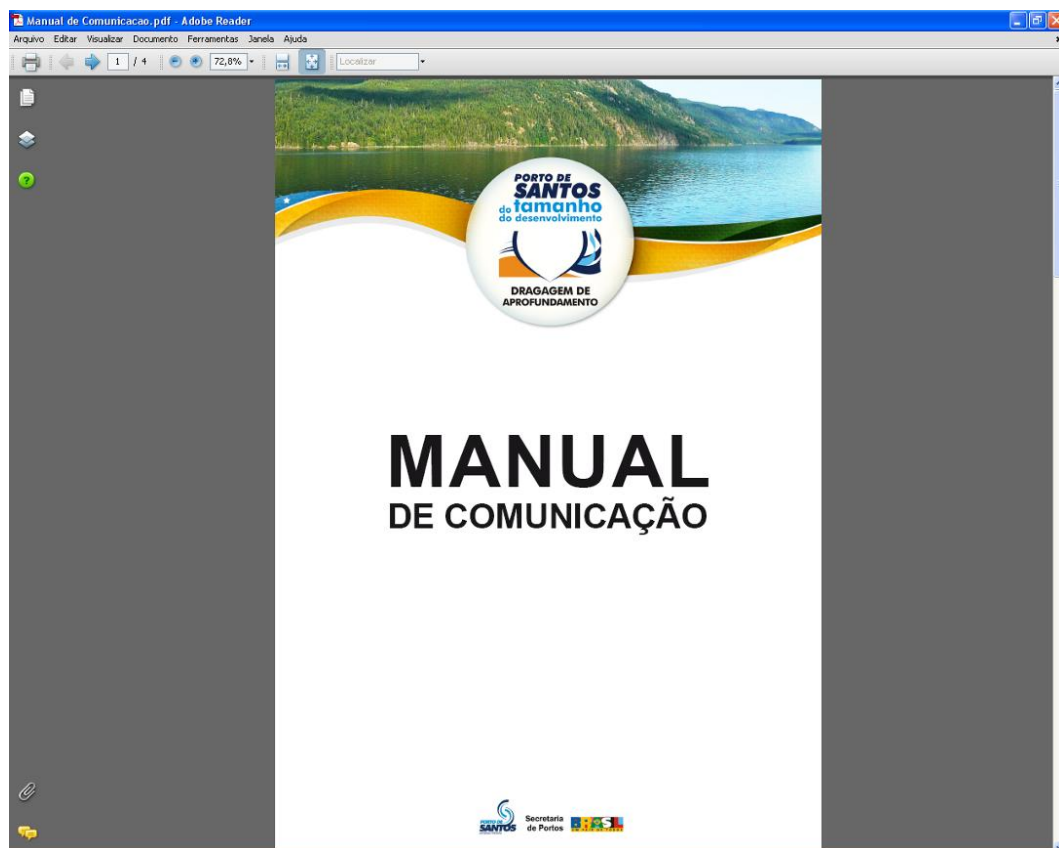 Manual de Comunicacao.pdf - Adobe Reader
Arquivo Editar Visualizar Documento Ferramentas Janela Ajuda
1 / 4 72,8% Localizar
PORTO DE
SANTOS
do tamanho
do desenvolvimento
DRAGAGEM DE
APROFUNDAMENTO
MANUAL
DE COMUNICAÇÃO
PORTO DE
SANTOS
Secretaria
de Portos
BRASIL